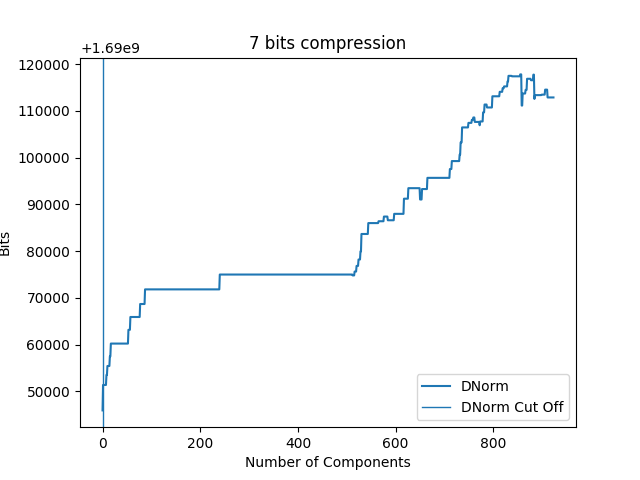 7 bits compression
+1.69e9
120000
110000
100000
90000
80000
70000
60000
50000
Bits
0 200 400 600 800
Number of Components
DNorm
DNorm Cut Off